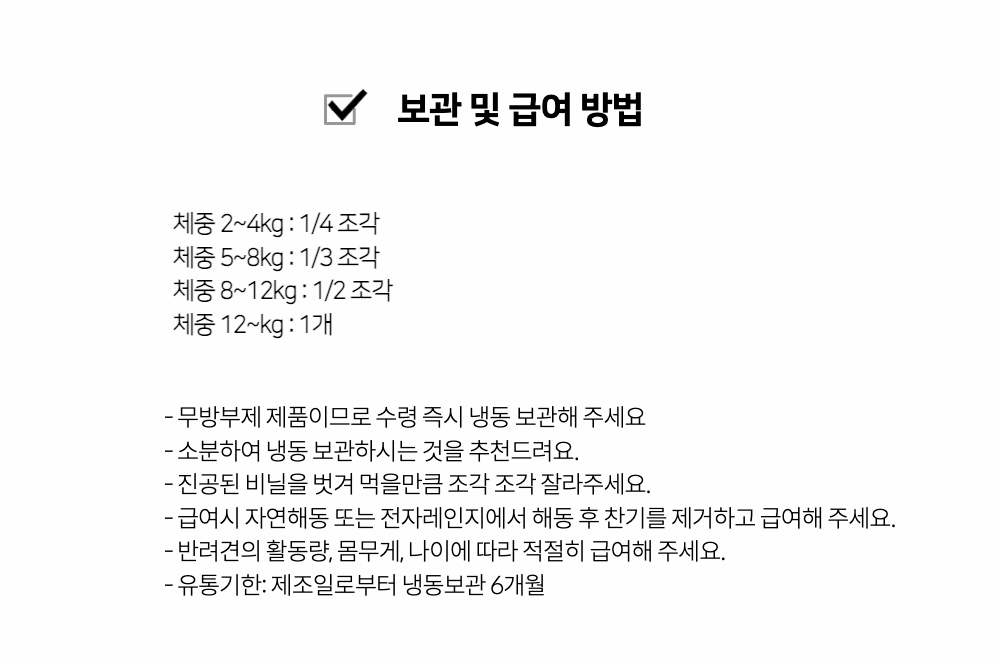 보관 및 급여 방법
체중 2~4kg : 1/4 조각
체중 5~8kg : 1/3 조각
체중 8~12kg : 1/2 조각
체중 12~kg : 1개
- 무방부제 제품이므로 수령 즉시 냉동 보관해 주세요
- 소분하여 냉동 보관하시는 것을 추천드려요.
- 진공된 비닐을 벗겨 먹을만큼 조각 조각 잘라주세요.
- 급여시 자연해동 또는 전자레인지에서 해동 후 찬기를 제거하고 급여해 주세요.
- 반려견의 활동량, 몸무게, 나이에 따라 적절히 급여해 주세요.
- 유통기한: 제조일로부터 냉동보관 6개월